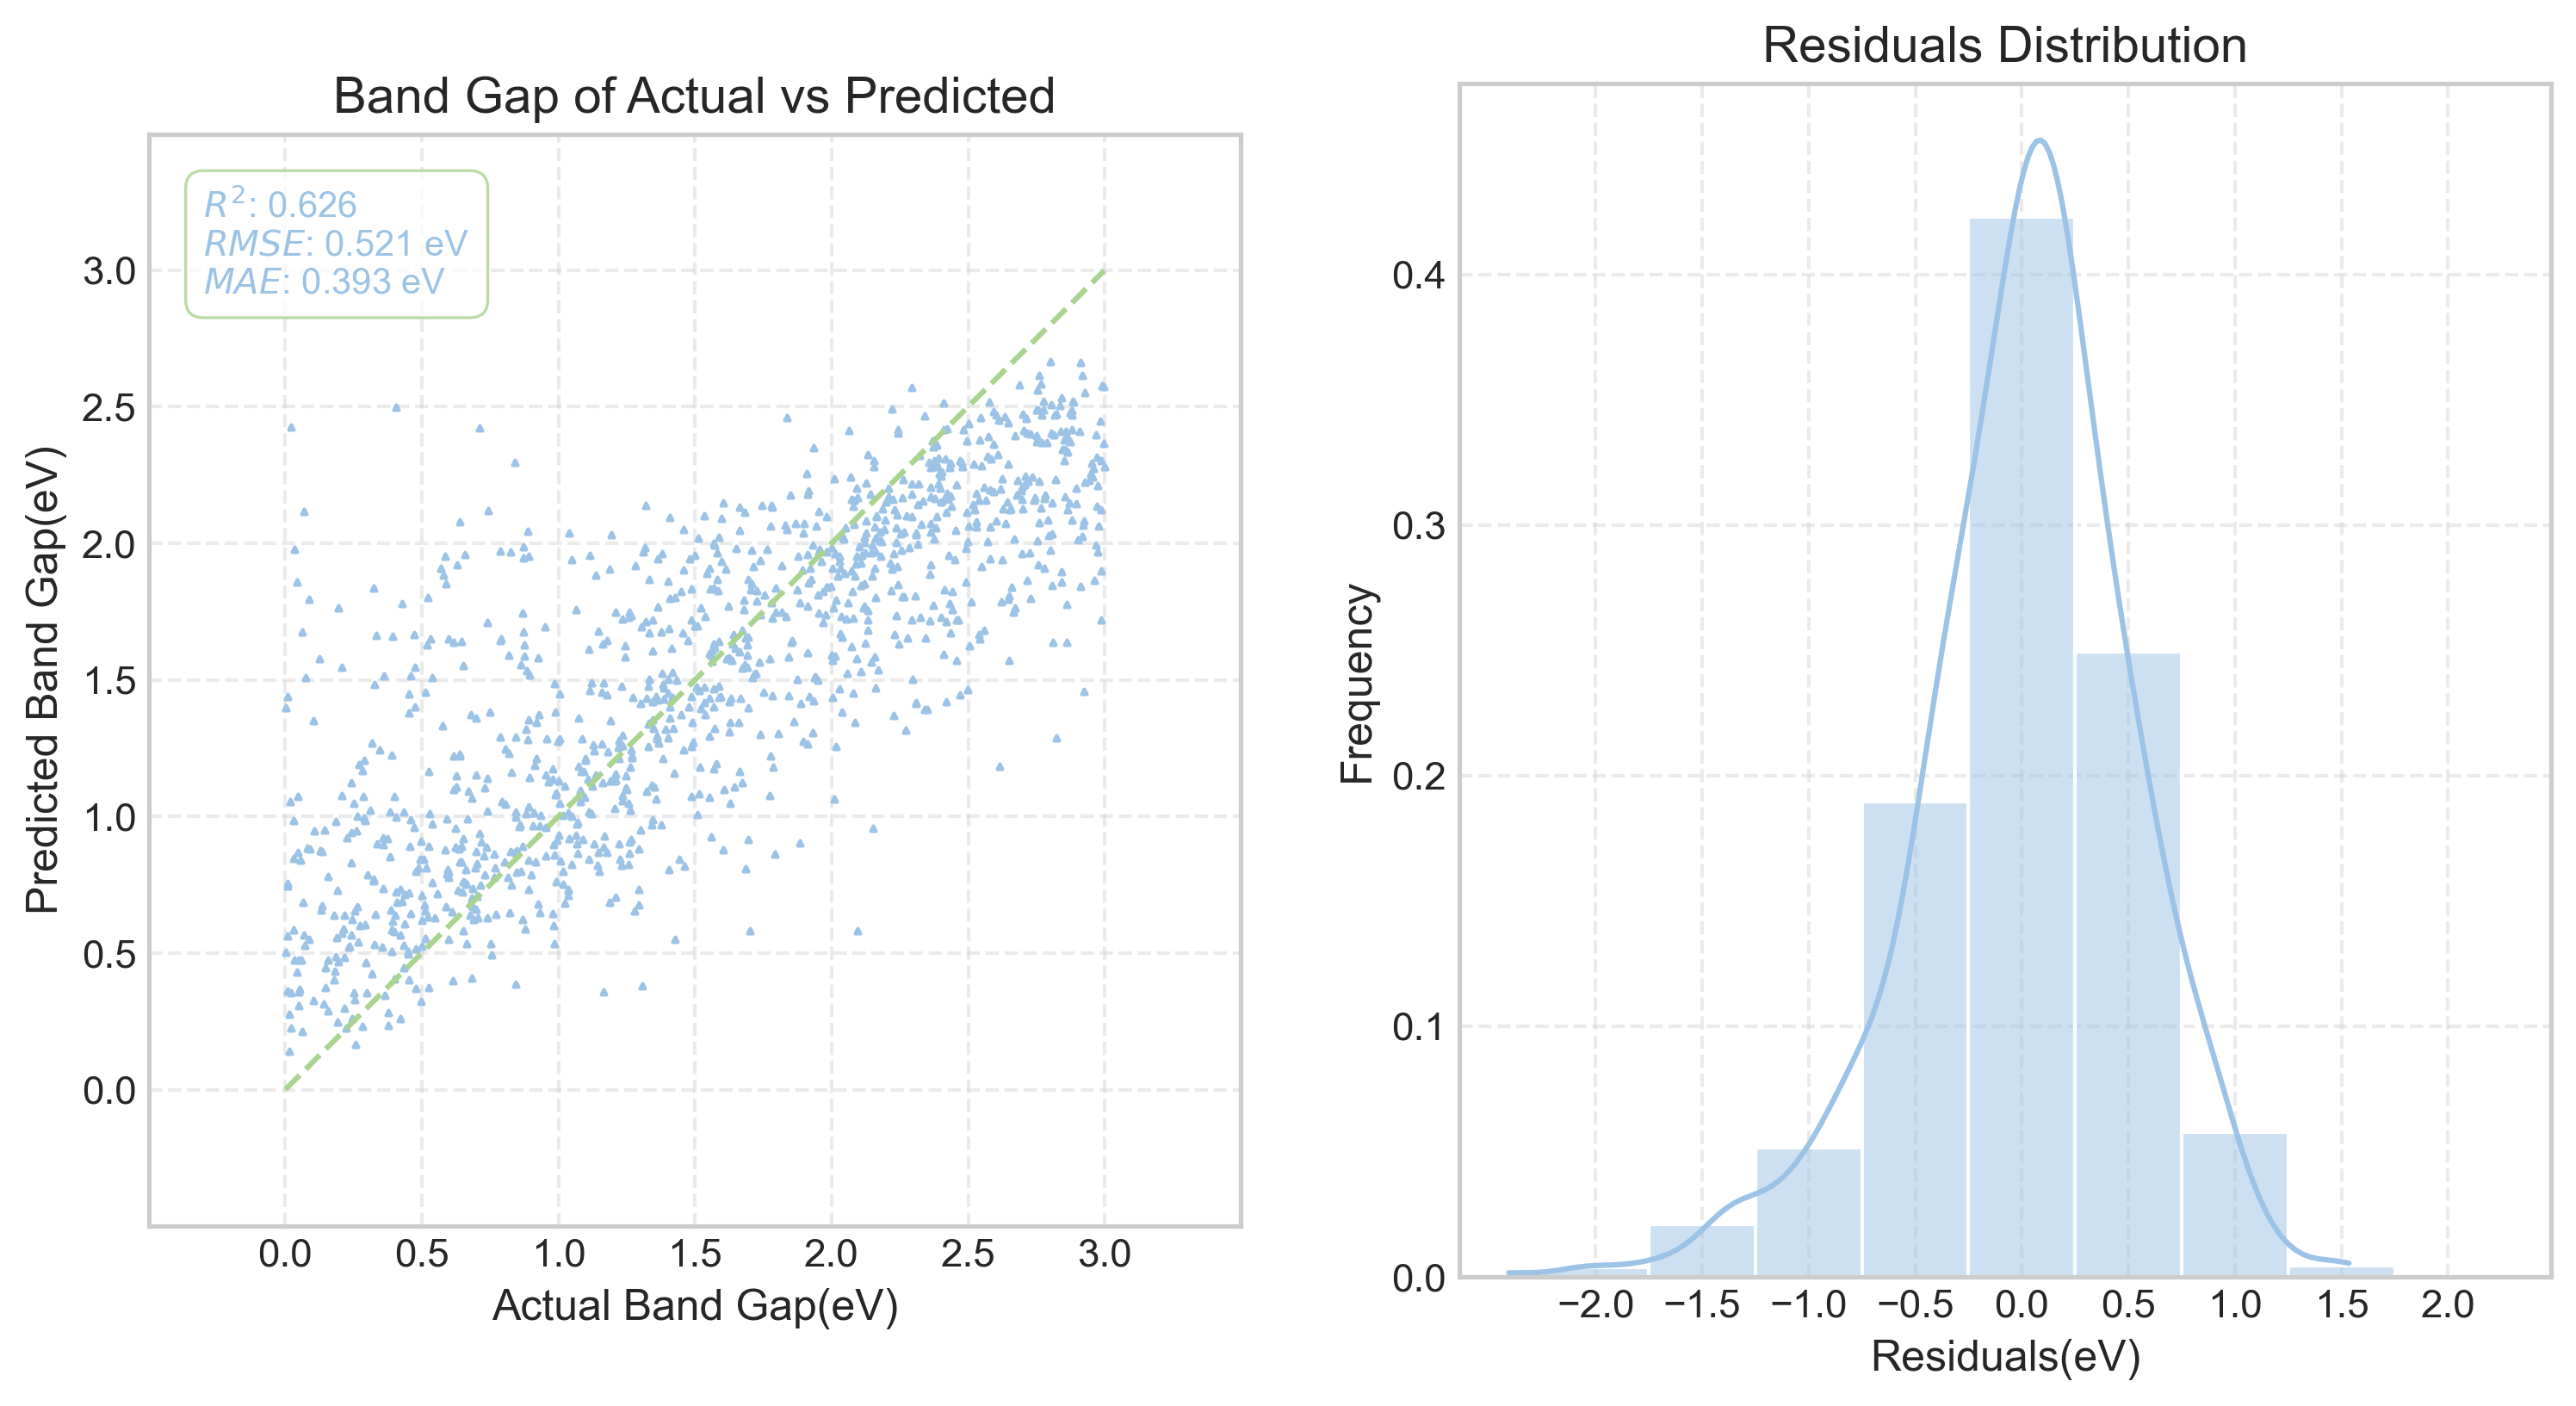 Band Gap of Actual vs Predicted
R²: 0.626
RMSE: 0.521 eV
MAE: 0.393 eV
3.0
2.5
2.0
1.5
1.0
0.5
0.0
Predicted Band Gap(eV)
0.0 0.5 1.0 1.5 2.0 2.5 3.0
Actual Band Gap(eV)
Residuals Distribution
0.4
0.3
0.2
0.1
0.0
Frequency
−2.0 −1.5 −1.0 −0.5 0.0 0.5 1.0 1.5 2.0
Residuals(eV)